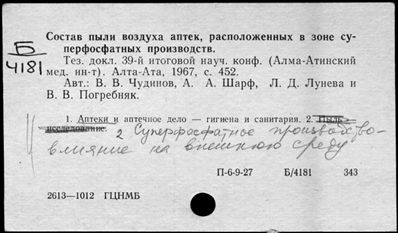 Б
4181
Состав пыли воздуха аптек, расположенных в зоне су-
перфосфатных производств.
Тез. докл. 39-й итоговой науч. конф. (Алма-Атинский
мед. ин-т). Алта-Ата, 1967, с. 452.
Авт.: В. В. Чудинов, А. А. Шарф, Л. Д. Лунева и
В. В. Погребняк.
1. Аптеки и аптечное дело — гигиена и санитария. 2. Пыль —
исследование. 2 Суперфосфатное производство-
влияние на внешнюю среду
П-6-9-27 Б/4181 343
2613—1012 ГЦНМБ